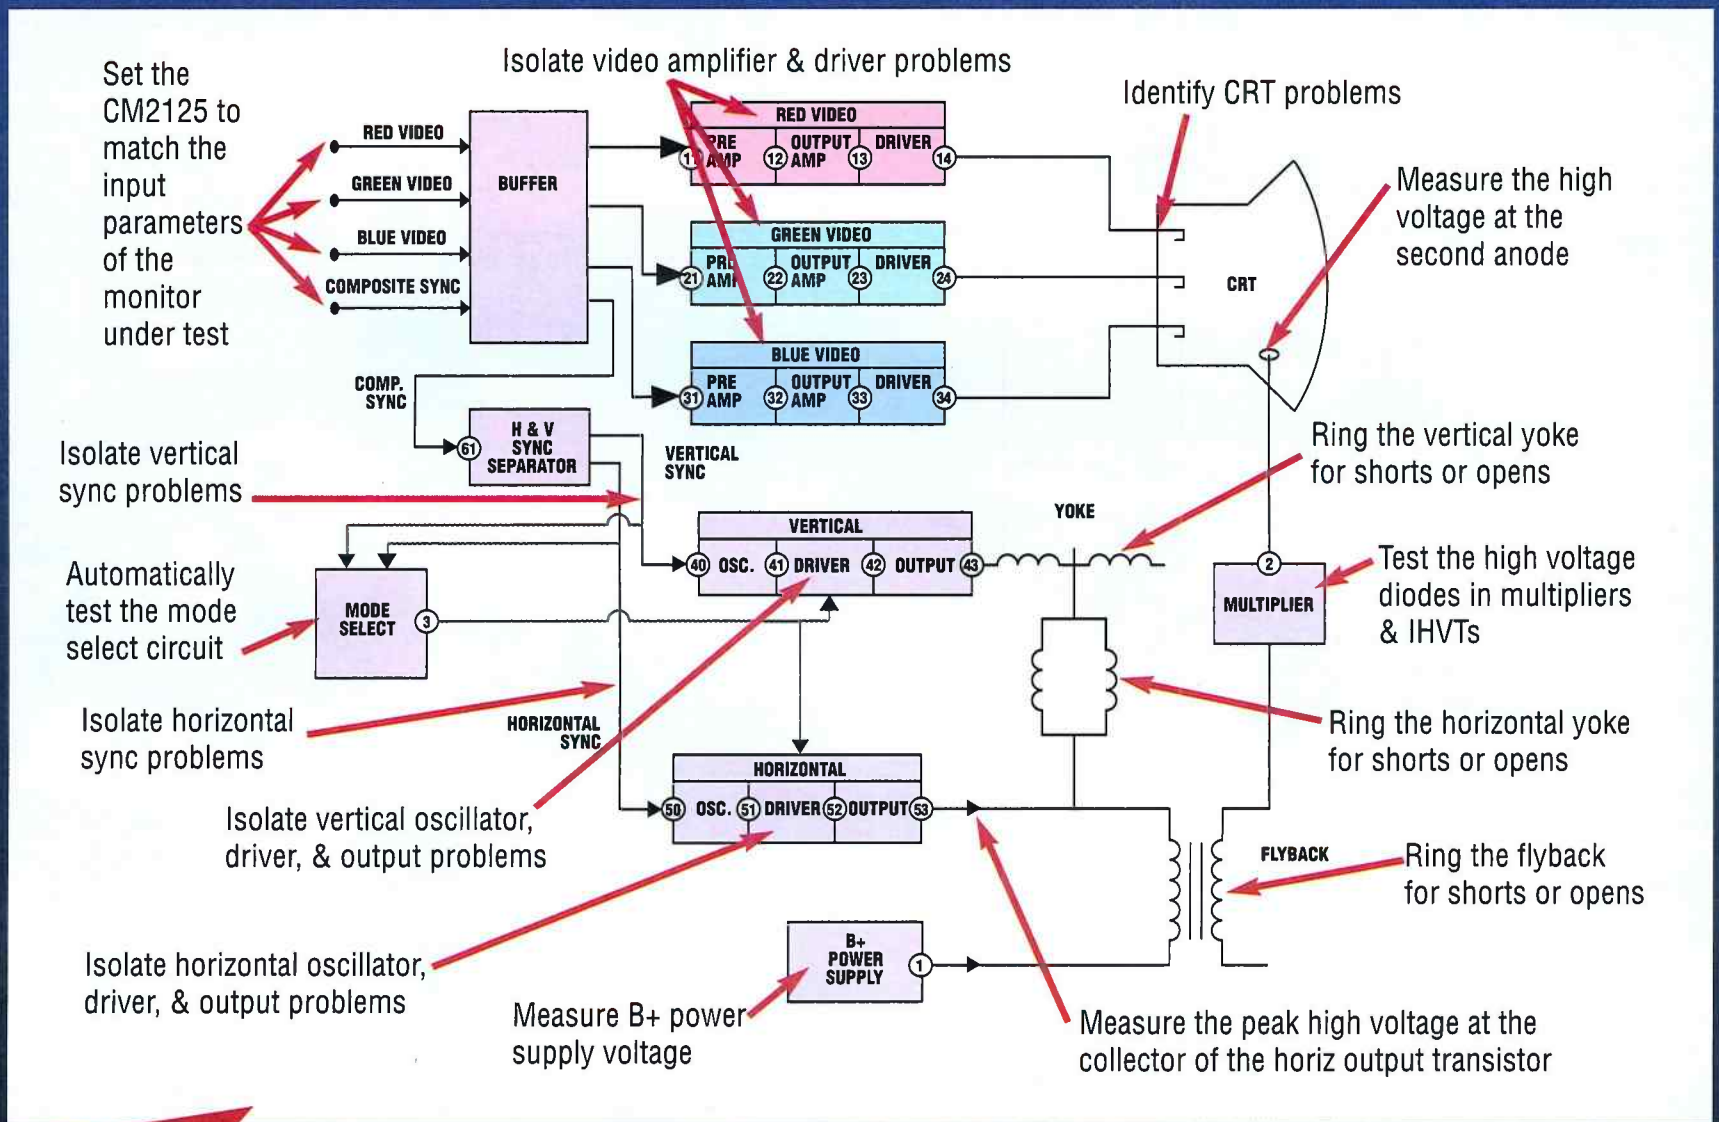 Set the
CM2125 to
match the
input
parameters
of the
monitor
under test
RED VIDEO
GREEN VIDEO
BLUE VIDEO
COMPOSITE SYNC
BUFFER
Isolate video amplifier & driver problems
RED VIDEO
11 PRE AMP 12 OUTPUT AMP 13 DRIVER 14
GREEN VIDEO
21 PRE AMP 22 OUTPUT AMP 23 DRIVER 24
BLUE VIDEO
31 PRE AMP 32 OUTPUT AMP 33 DRIVER 34
Identify CRT problems
CRT
Measure the high
voltage at the
second anode
COMP.
SYNC
61
H & V
SYNC
SEPARATOR
VERTICAL
SYNC
Isolate vertical
sync problems
Automatically
test the mode
select circuit
MODE
SELECT
3
VERTICAL
40 OSC. 41 DRIVER 42 OUTPUT 43
YOKE
Ring the vertical yoke
for shorts or opens
2
MULTIPLIER
Test the high voltage
diodes in multipliers
& IHVTs
Isolate horizontal
sync problems
HORIZONTAL
SYNC
Ring the horizontal yoke
for shorts or opens
HORIZONTAL
50 OSC. 51 DRIVER 52 OUTPUT 53
Isolate vertical oscillator,
driver, & output problems
FLYBACK
Ring the flyback
for shorts or opens
Isolate horizontal oscillator,
driver, & output problems
B+
POWER
SUPPLY
1
Measure B+ power
supply voltage
Measure the peak high voltage at the
collector of the horiz output transistor